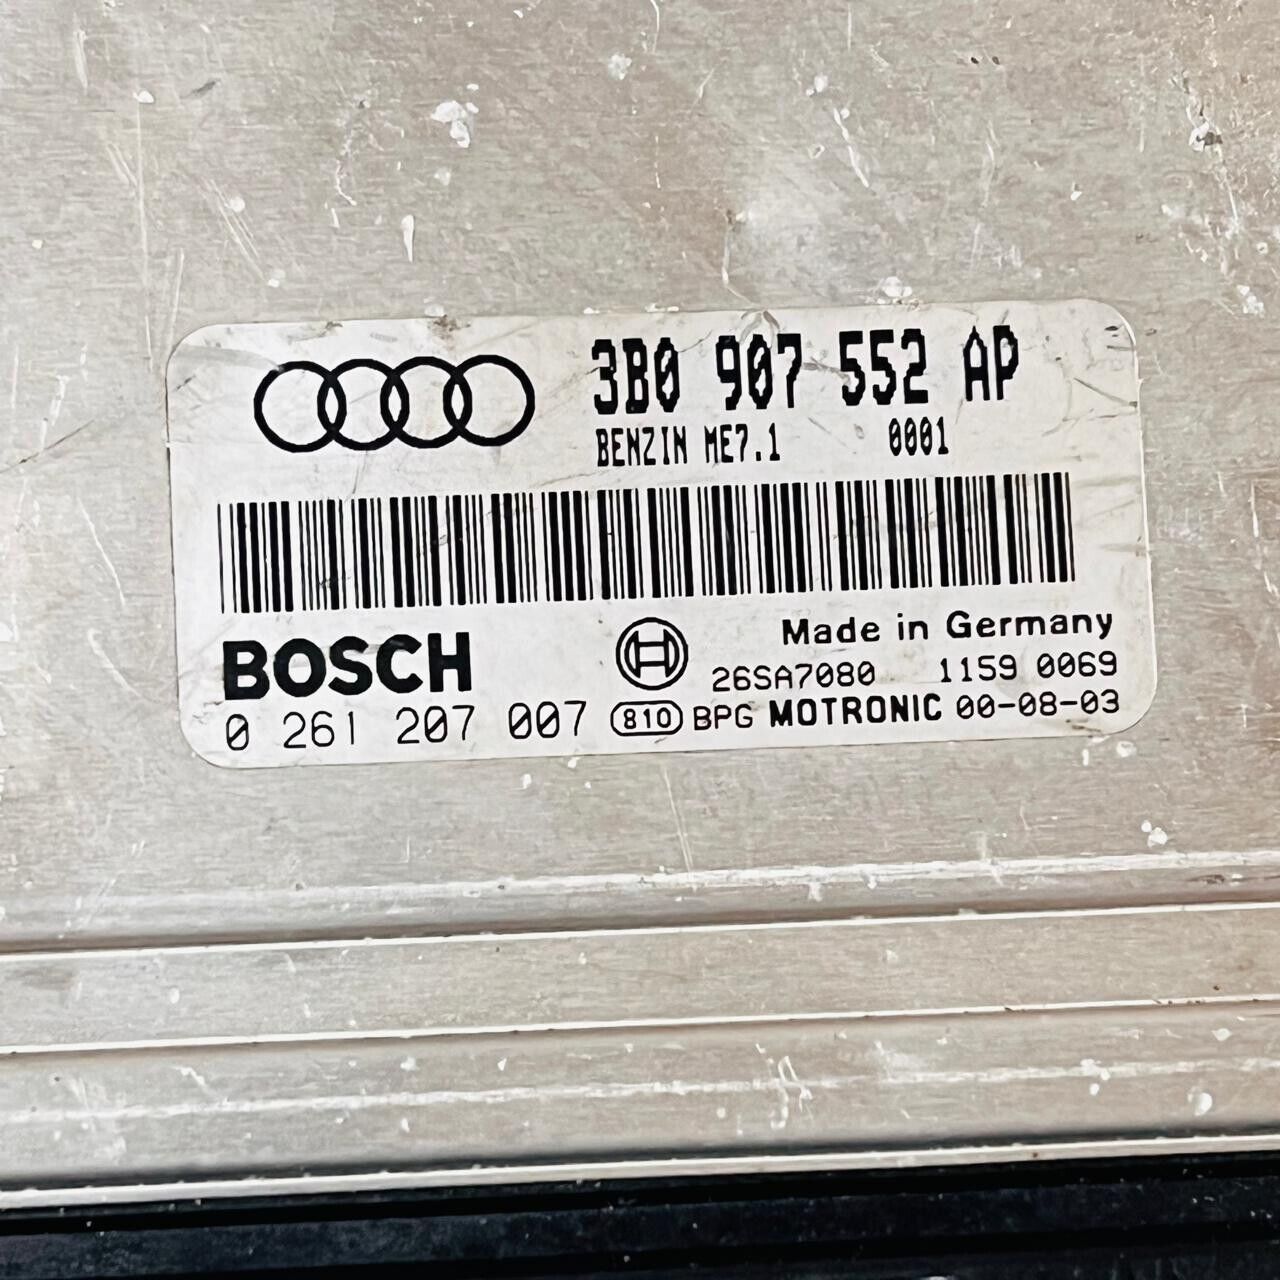 3B0 907 552 AP
BENZIN ME7.1 0001
BOSCH
Made in Germany
26SA7080 1159 0069
0 261 207 007 810 BPG MOTRONIC 00-08-03